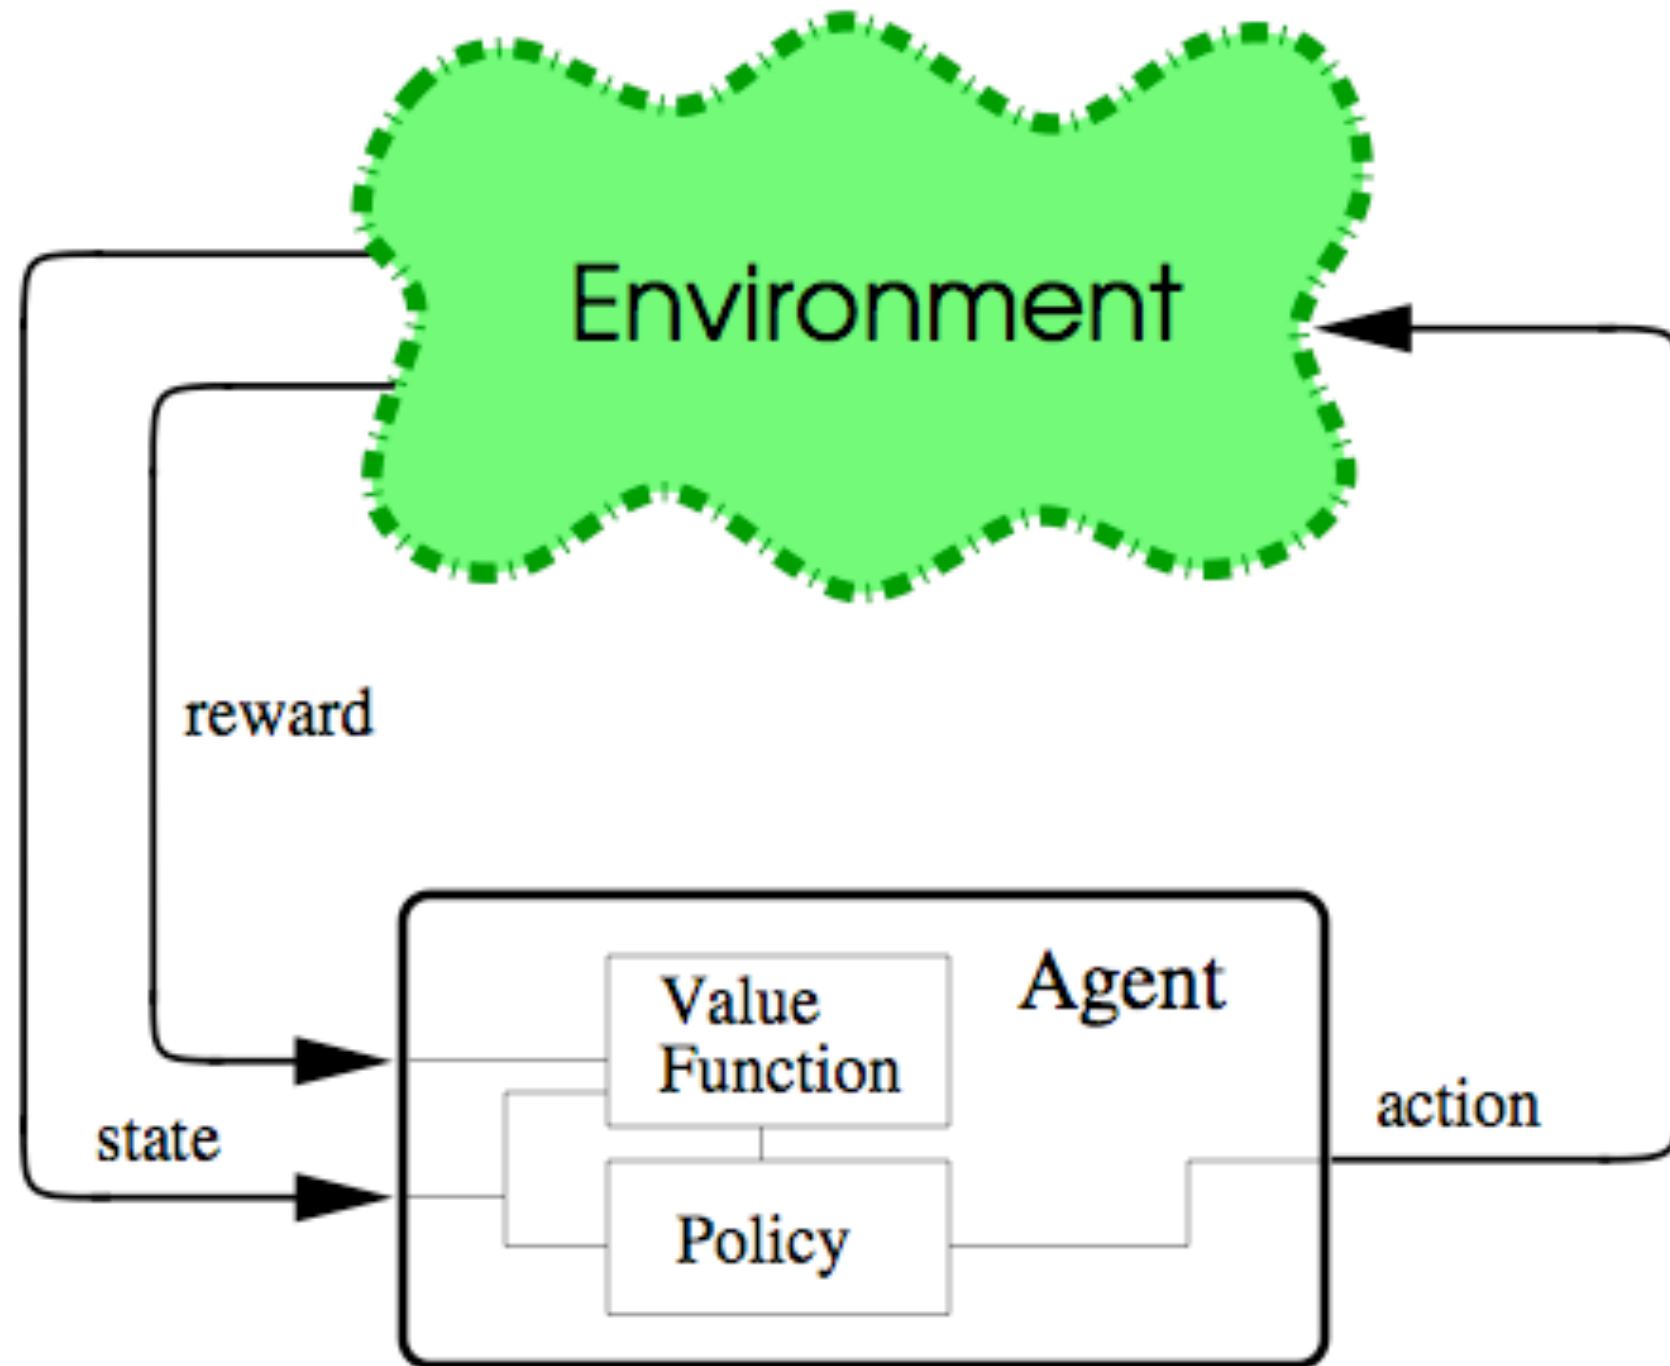 Environment
reward
Agent
Value
Function
action
state
Policy